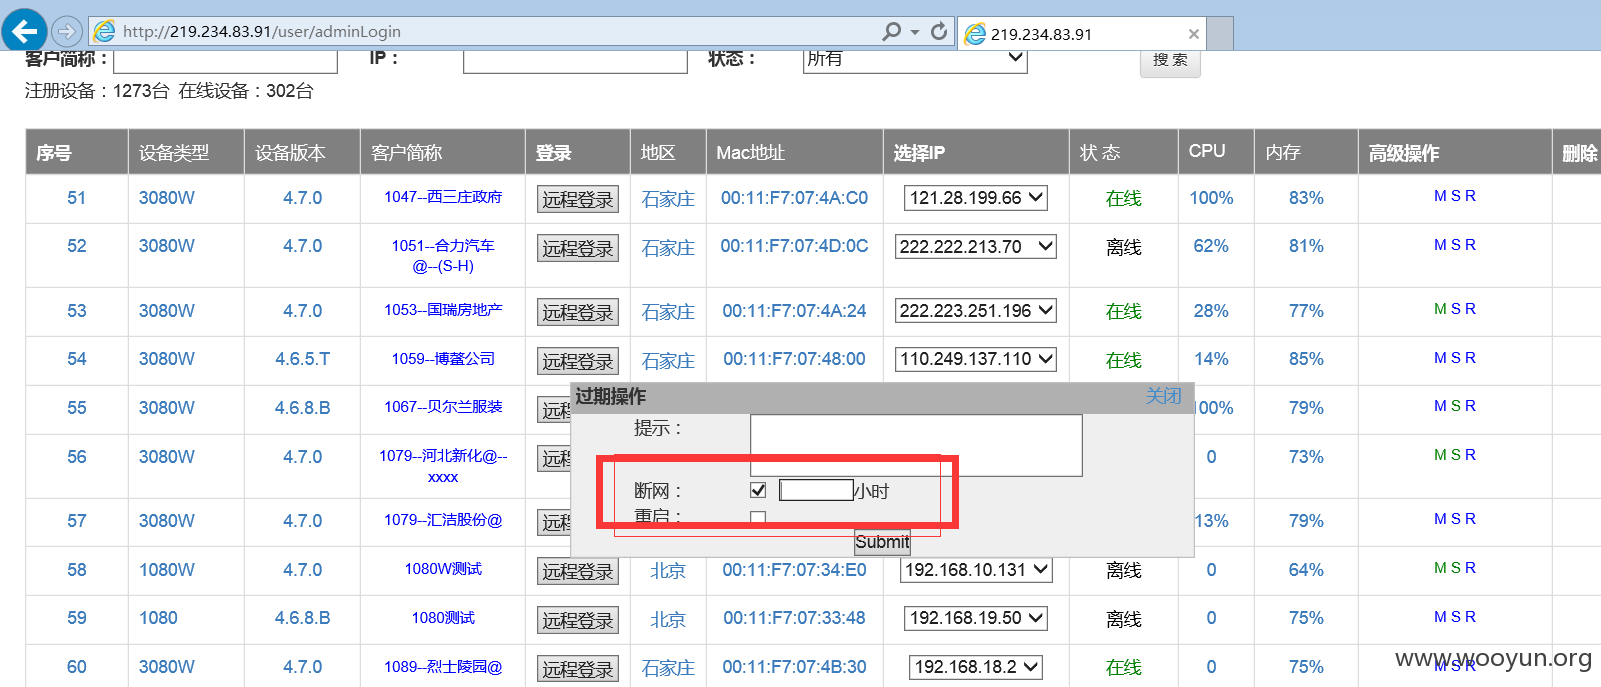 http://219.234.83.91/user/adminLogin
219.234.83.91
客户简称： IP： 状态： 所有 搜 索
注册设备：1273台 在线设备：302台
序号 设备类型 设备版本 客户简称 登录 地区 Mac地址 选择IP 状 态 CPU 内存 高级操作 删除
51 3080W 4.7.0 1047--西三庄政府 远程登录 石家庄 00:11:F7:07:4A:C0 121.28.199.66 在线 100% 83% M S R
52 3080W 4.7.0 1051--合力汽车 远程登录 石家庄 00:11:F7:07:4D:0C 222.222.213.70 离线 62% 81% M S R
@--(S-H)
53 3080W 4.7.0 1053--国瑞房地产 远程登录 石家庄 00:11:F7:07:4A:24 222.223.251.196 在线 28% 77% M S R
54 3080W 4.6.5.T 1059--博鳌公司 远程登录 石家庄 00:11:F7:07:48:00 110.249.137.110 在线 14% 85% M S R
过期操作 关闭
55 3080W 4.6.8.B 1067--贝尔兰服装 远程 00% 79% M S R
提示：
56 3080W 4.7.0 1079--河北新化@-- 远程 0 73% M S R
xxxx
断网： 小时
重启：
57 3080W 4.7.0 1079--汇洁股份@ 远程 13% 79% M S R
Submit
58 1080W 4.7.0 1080W测试 远程登录 北京 00:11:F7:07:34:E0 192.168.10.131 离线 0 64% M S R
59 1080 4.6.8.B 1080测试 远程登录 北京 00:11:F7:07:33:48 192.168.19.50 离线 0 75% M S R
60 3080W 4.7.0 1089--烈士陵园@ 远程登录 石家庄 00:11:F7:07:4B:30 192.168.18.2 在线 0 75% M S R
www.wooyun.org